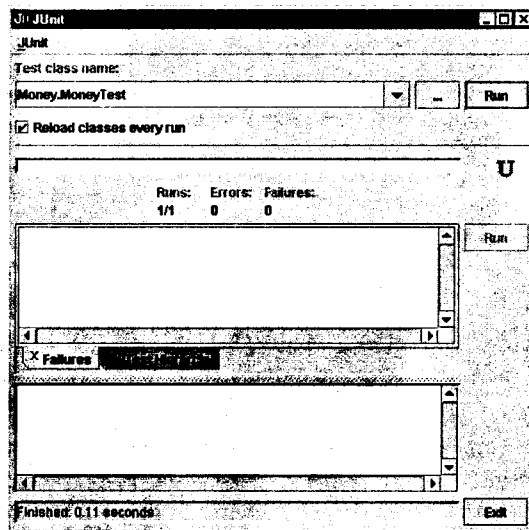 JUnit
JUnit
Test class name:
Money.MoneyTest
... Run
Reload classes every run
U
Runs: Errors: Failures:
1/1 0 0
Run
X Failures
Finished: 0.11 seconds
Exit